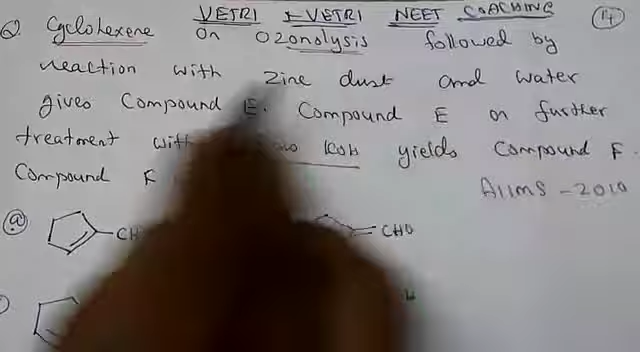 VETRI & VETRI NEET COACHING 14
Q. Cyclohexene on Ozonolysis followed by
reaction with zinc dust and water
gives Compound E. Compound E on further
treatment with KOH yields Compound F.
Compound F
AIIMS - 2010
(a) CH
CHO